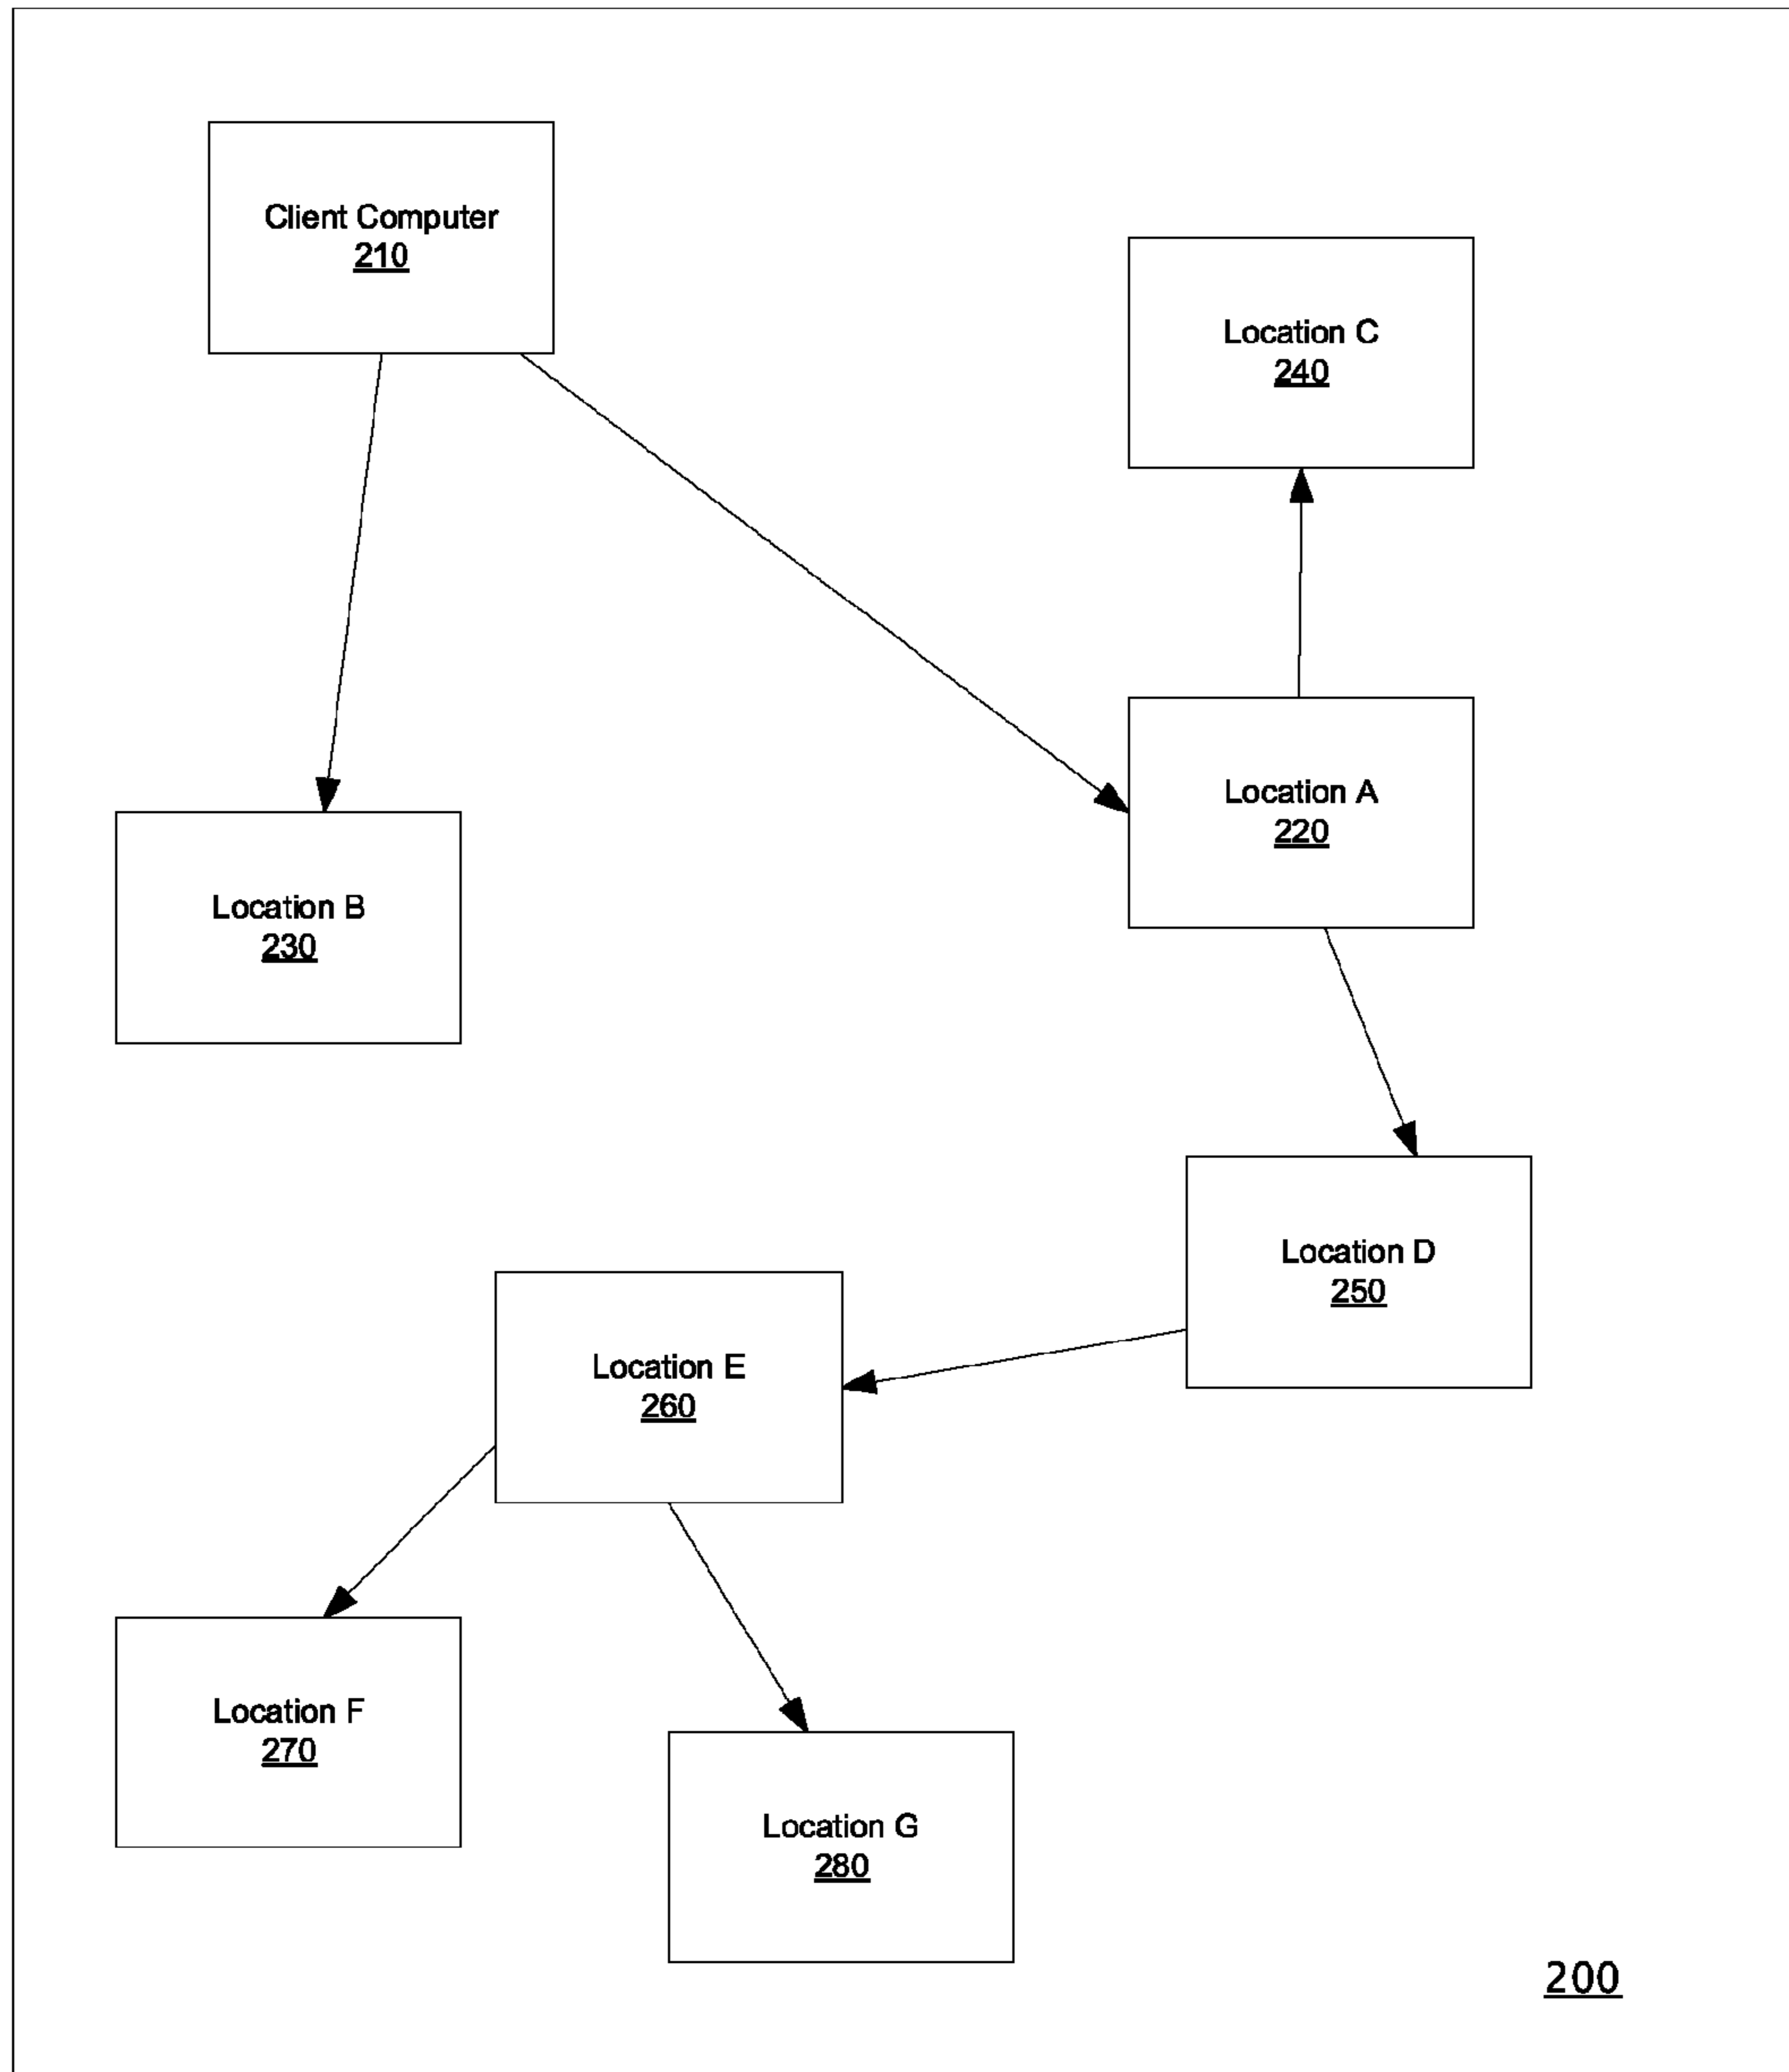 Client Computer
210
Location C
240
Location A
220
Location B
230
Location D
250
Location E
260
Location F
270
Location G
280
200